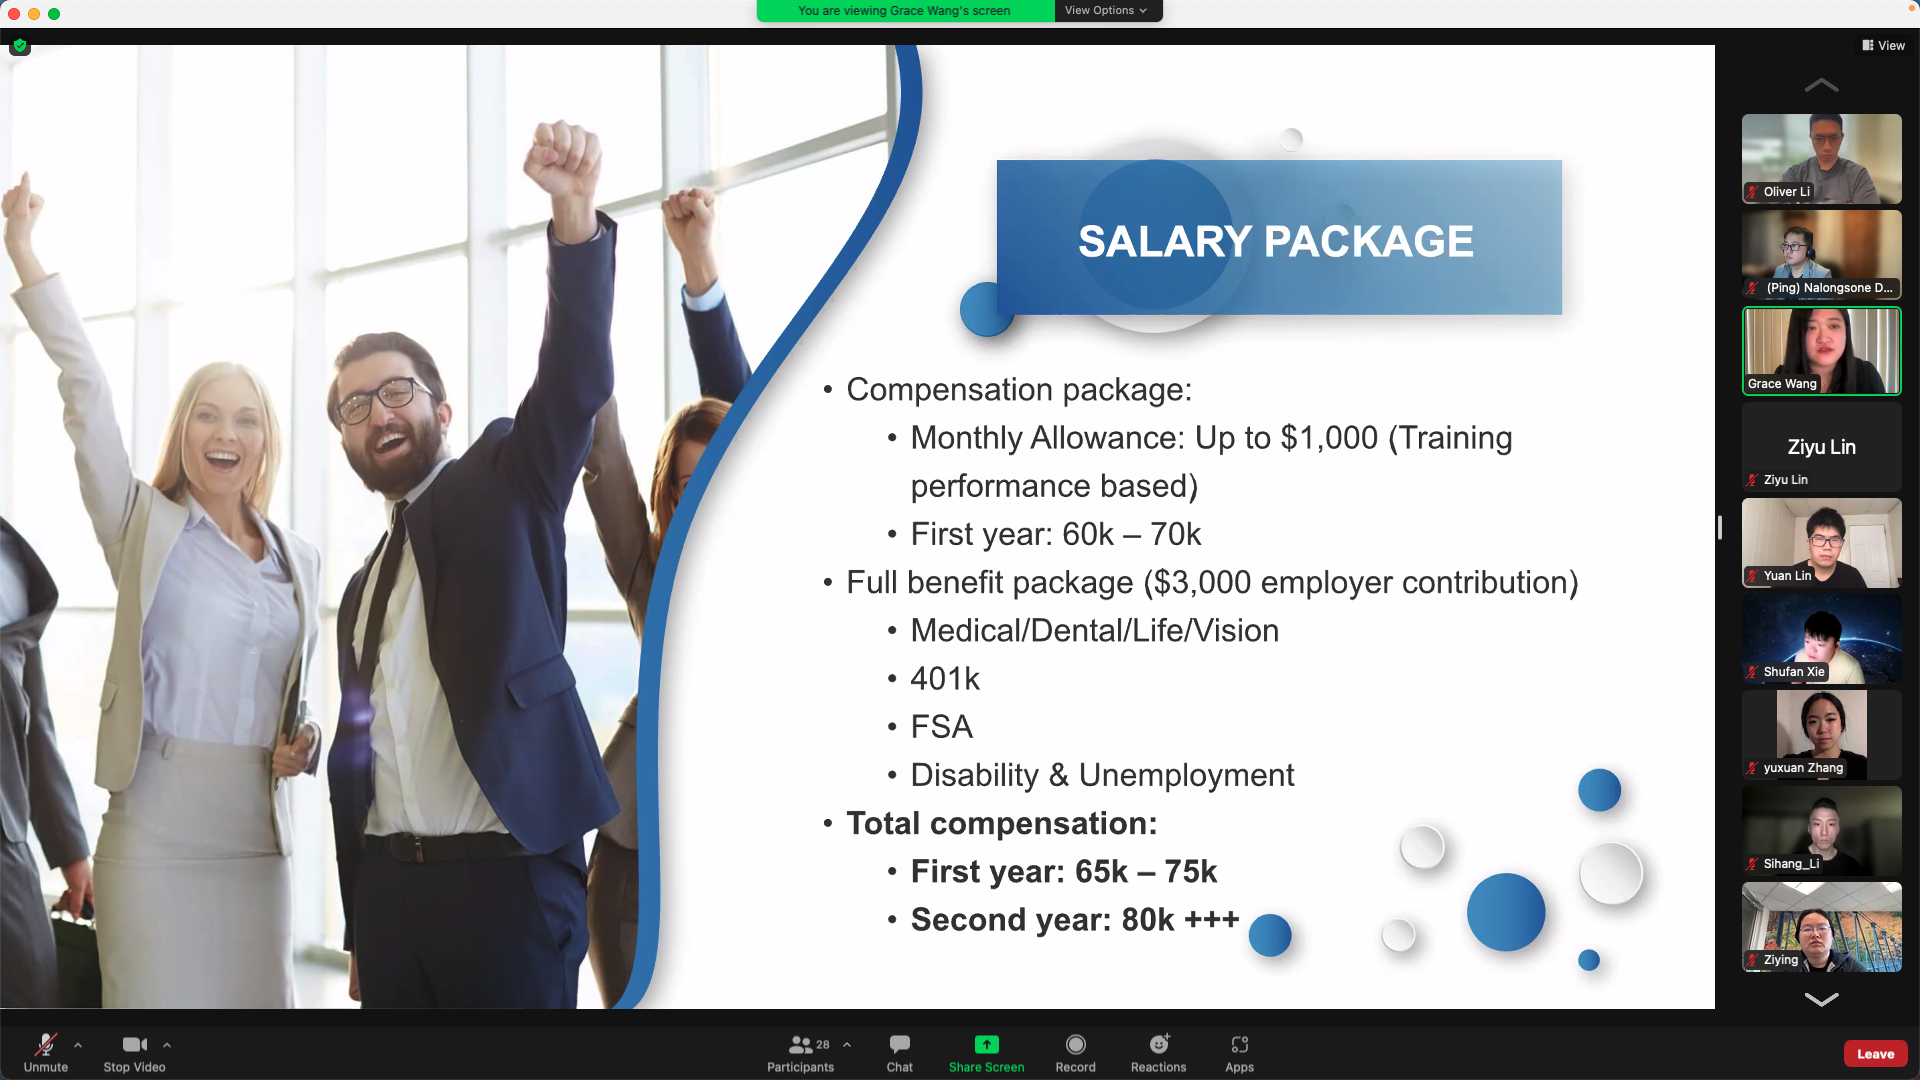 You are viewing Grace Wang's screen
View Options
View
SALARY PACKAGE
• Compensation package:
• Monthly Allowance: Up to $1,000 (Training
performance based)
• First year: 60k – 70k
• Full benefit package ($3,000 employer contribution)
• Medical/Dental/Life/Vision
• 401k
• FSA
• Disability & Unemployment
• Total compensation:
• First year: 65k – 75k
• Second year: 80k +++
Oliver Li
(Ping) Nalongsone D...
Grace Wang
Ziyu Lin
Ziyu Lin
Yuan Lin
Shufan Xie
yuxuan Zhang
Sihang_Li
Ziying
Unmute
Stop Video
28
Participants
Chat
Share Screen
Record
Reactions
Apps
Leave